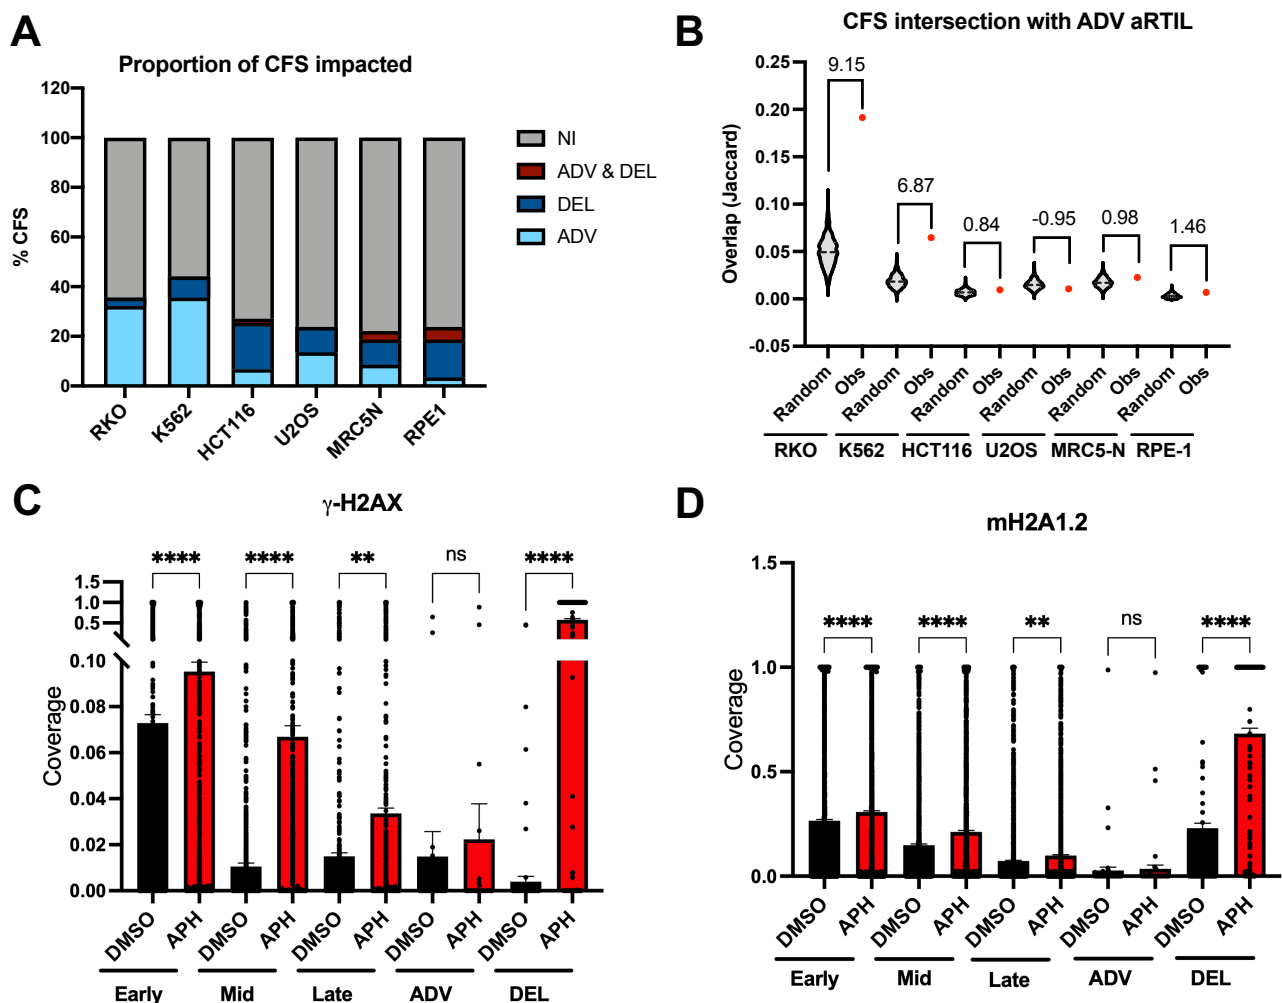 A
Proportion of CFS impacted
120
100
80
60
40
20
0
% CFS
RKO
K562
HCT116
U2OS
MRC5N
RPE1
NI
ADV & DEL
DEL
ADV
B
CFS intersection with ADV aRTIL
0.25
0.20
0.15
0.10
0.05
0.00
-0.05
Overlap (Jaccard)
9.15
6.87
0.84
-0.95
0.98
1.46
Random Obs Random Obs Random Obs Random Obs Random Obs Random Obs
RKO K562 HCT116 U2OS MRC5-N RPE-1
C
γ-H2AX
**** **** ** ns ****
1.5
1.0
0.5
0.10
0.08
0.06
0.04
0.02
0.00
Coverage
DMSO APH DMSO APH DMSO APH DMSO APH DMSO APH
Early Mid Late ADV DEL
D
mH2A1.2
1.5
1.0
0.5
0.0
Coverage
**** **** ** ns ****
DMSO APH DMSO APH DMSO APH DMSO APH DMSO APH
Early Mid Late ADV DEL